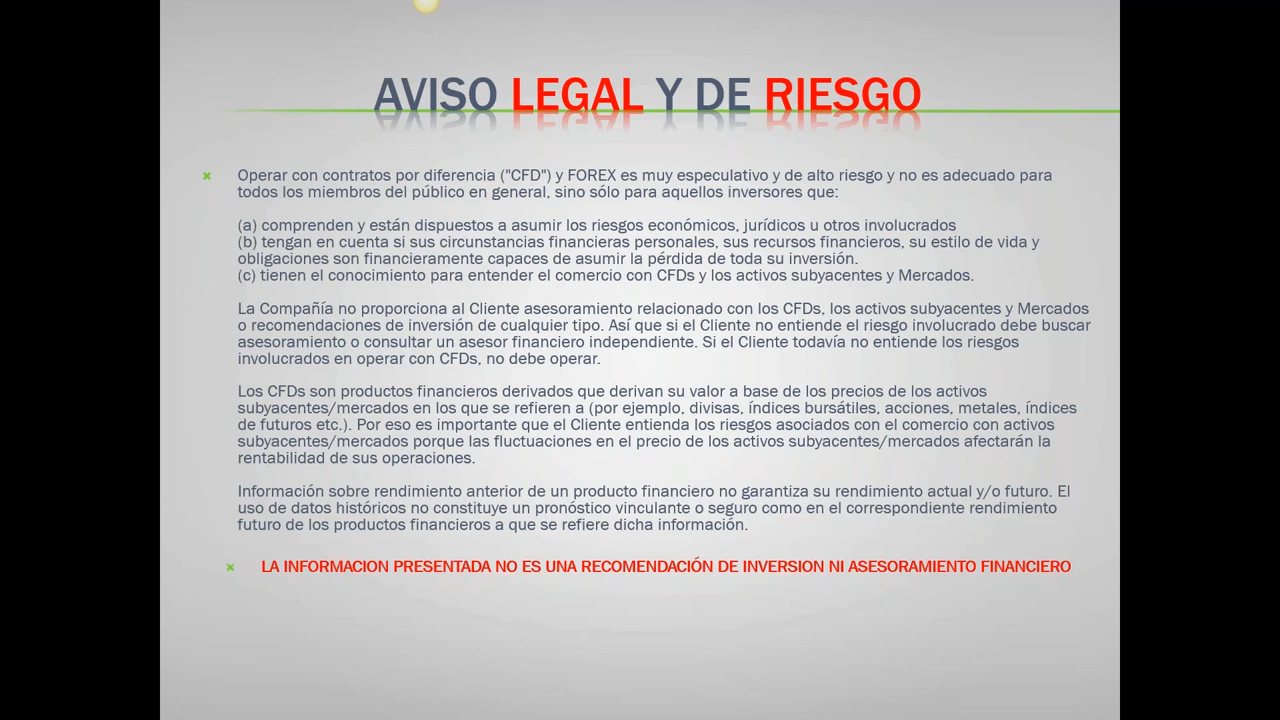 AVISO LEGAL Y DE RIESGO
Operar con contratos por diferencia ("CFD") y FOREX es muy especulativo y de alto riesgo y no es adecuado para
todos los miembros del público en general, sino sólo para aquellos inversores que:
(a) comprenden y están dispuestos a asumir los riesgos económicos, jurídicos u otros involucrados
(b) tengan en cuenta si sus circunstancias financieras personales, sus recursos financieros, su estilo de vida y
obligaciones son financieramente capaces de asumir la pérdida de toda su inversión.
(c) tienen el conocimiento para entender el comercio con CFDs y los activos subyacentes y Mercados.
La Compañía no proporciona al Cliente asesoramiento relacionado con los CFDs, los activos subyacentes y Mercados
o recomendaciones de inversión de cualquier tipo. Así que si el Cliente no entiende el riesgo involucrado debe buscar
asesoramiento o consultar un asesor financiero independiente. Si el Cliente todavía no entiende los riesgos
involucrados en operar con CFDs, no debe operar.
Los CFDs son productos financieros derivados que derivan su valor a base de los precios de los activos
subyacentes/mercados en los que se refieren a (por ejemplo, divisas, índices bursátiles, acciones, metales, índices
de futuros etc.). Por eso es importante que el Cliente entienda los riesgos asociados con el comercio con activos
subyacentes/mercados porque las fluctuaciones en el precio de los activos subyacentes/mercados afectarán la
rentabilidad de sus operaciones.
Información sobre rendimiento anterior de un producto financiero no garantiza su rendimiento actual y/o futuro. El
uso de datos históricos no constituye un pronóstico vinculante o seguro como en el correspondiente rendimiento
futuro de los productos financieros a que se refiere dicha información.
LA INFORMACION PRESENTADA NO ES UNA RECOMENDACIÓN DE INVERSION NI ASESORAMIENTO FINANCIERO